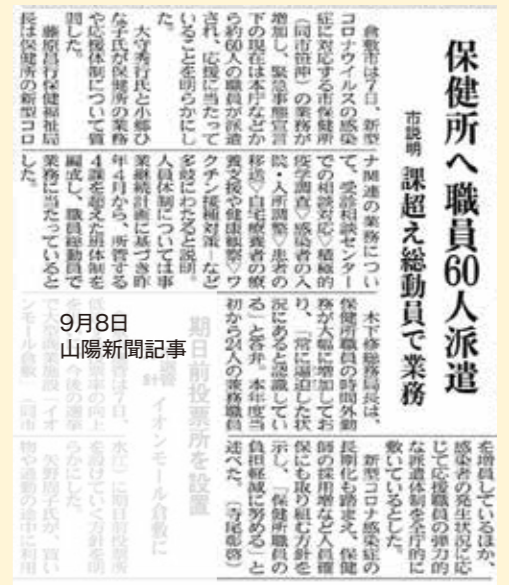 保健所へ職員60人派遣
市説明 課超え総動員で業務
倉敷市は7日、新型
コロナウイルスの感染
症に対応する市保健所
(同市笹沖)の業務が
増加し、緊急事態宣言
下の現在は本庁などか
ら約60人の職員が派遣
され、応援に当たって
いることを明らかにし
た。
大守秀行氏と小郷ひ
な子氏が保健所の業務
や応援体制について質
問した。
藤原昌行保健福祉局
長は保健所の新型コロ
ナ関連の業務につい
て、受診相談センター
での相談対応▽積極的
疫学調査▽感染者の入
院・入所調整▽患者の
移送▽自宅療養者の療
養支援や健康観察▽ワ
クチン接種対策―など
多岐にわたると説明。
人員体制については事
業継続計画に基づき昨
年4月から、所管する
4課を超えた班体制を
編成し、職員総動員で
業務に当たっていると
した。
木下修総務局長は、
保健所職員の時間外勤
務が大幅に増加してお
り、「常に逼迫した状
況にあると認識してい
る」と答弁。本年度当
初から24人の兼務職員
を増員しているほか、
感染者の発生状況に応
じて応援職員の弾力的
な派遣体制を全庁的に
敷いているとした。
新型コロナ感染症の
長期化も踏まえ、保健
師の採用増など人員確
保にも取り組む方針を
示し、「保健所職員の
負担軽減に努める」と
述べた。(寺尾彰啓)
9月8日
山陽新聞記事
期日前投票所を設置
イオンモール倉敷に